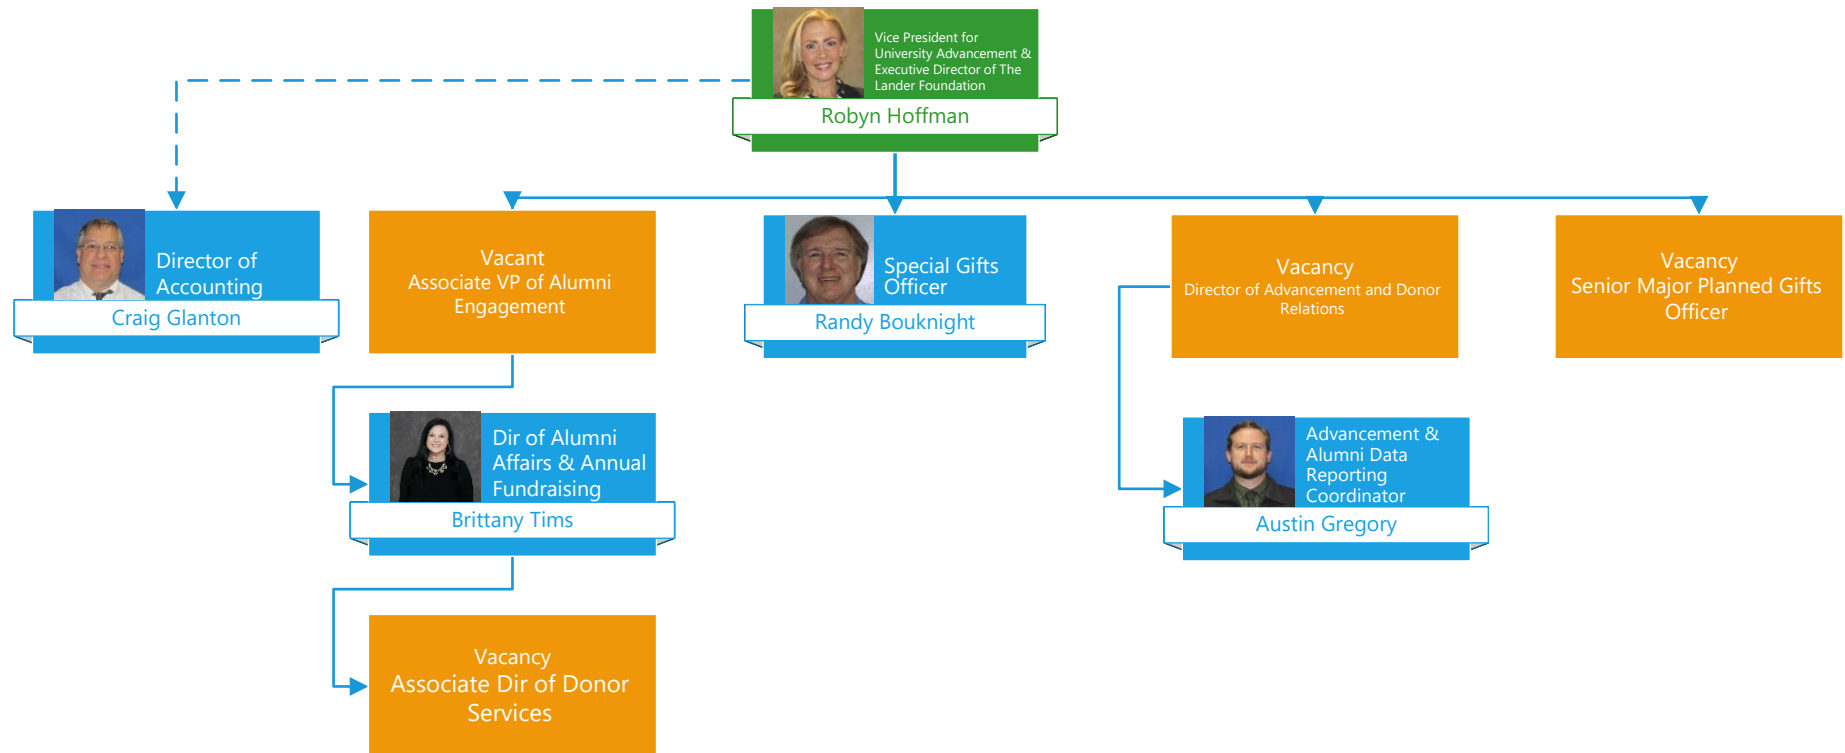 Vice President for
University Advancement &
Executive Director of The
Lander Foundation
Robyn Hoffman
Director of
Accounting
Craig Glanton
Vacant
Associate VP of Alumni
Engagement
Special Gifts
Officer
Randy Bouknight
Vacancy
Director of Advancement and Donor
Relations
Vacancy
Senior Major Planned Gifts
Officer
Dir of Alumni
Affairs & Annual
Fundraising
Brittany Tims
Advancement &
Alumni Data
Reporting
Coordinator
Austin Gregory
Vacancy
Associate Dir of Donor
Services